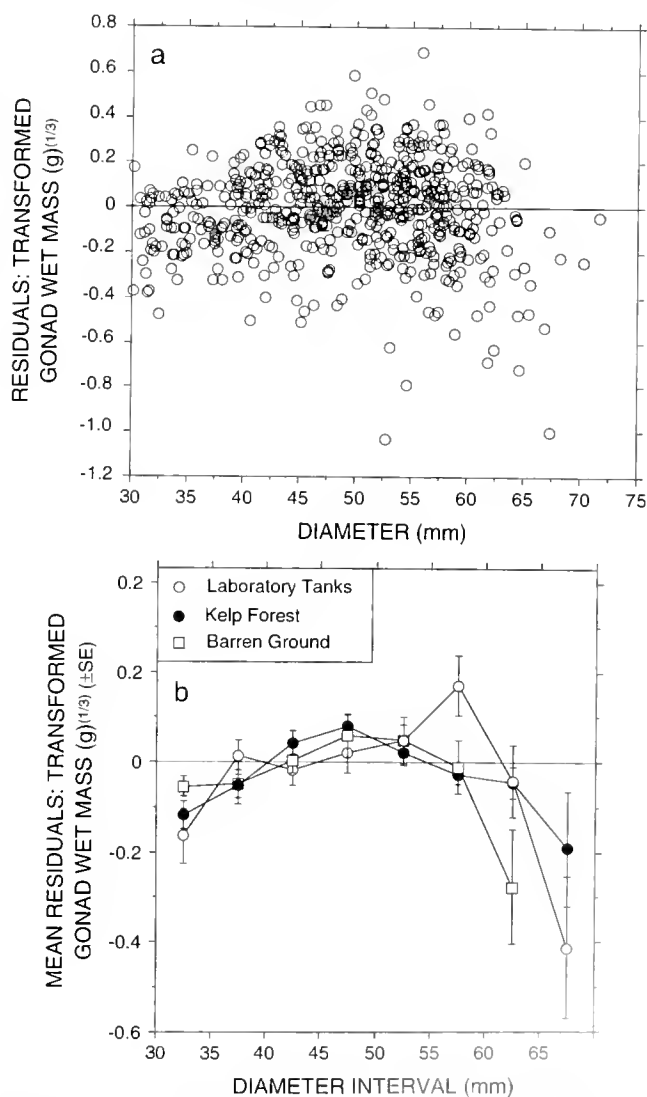 a
0.8
0.6
0.4
0.2
0
-0.2
-0.4
-0.6
-0.8
-1.0
-1.2
30 35 40 45 50 55 60 65 70 75
RESIDUALS: TRANSFORMED
GONAD WET MASS (g)(1/3)
DIAMETER (mm)
Laboratory Tanks
Kelp Forest
Barren Ground
b
0.2
0
-0.2
-0.4
-0.6
30 35 40 45 50 55 60 65
MEAN RESIDUALS: TRANSFORMED
GONAD WET MASS (g)(1/3) (±SE)
DIAMETER INTERVAL (mm)